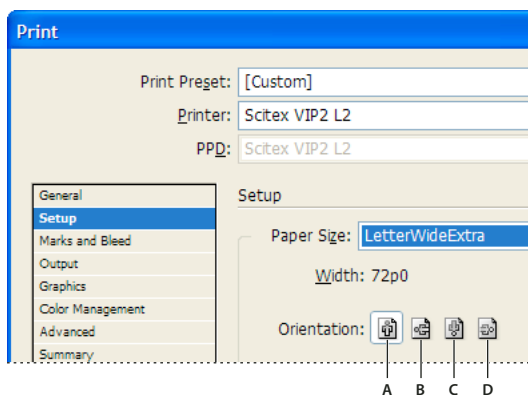 Print
Print Preset: [Custom]
Printer: Scitex VIP2 L2
PPD: Scitex VIP2 L2
General
Setup
Marks and Bleed
Output
Graphics
Color Management
Advanced
Summary
Setup
Paper Size: LetterWideExtra
Width: 72p0
Orientation:
A B C D